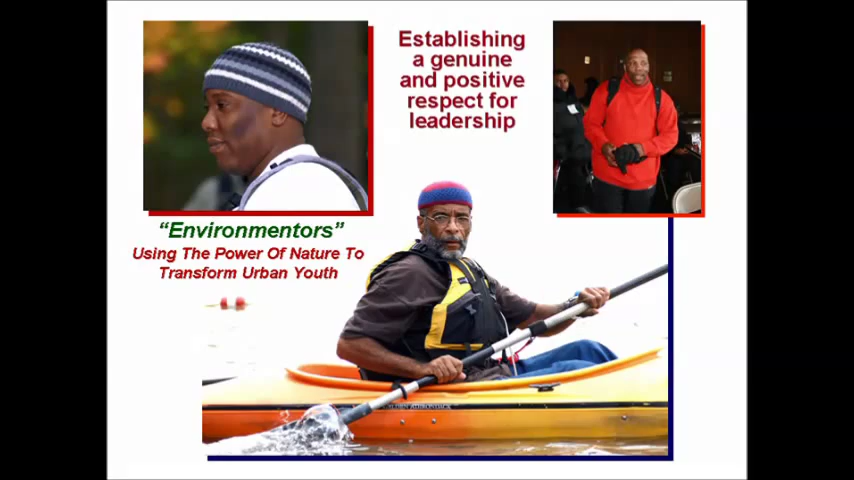 Establishing
a genuine
and positive
respect for
leadership
“Environmentors”
Using The Power Of Nature To
Transform Urban Youth